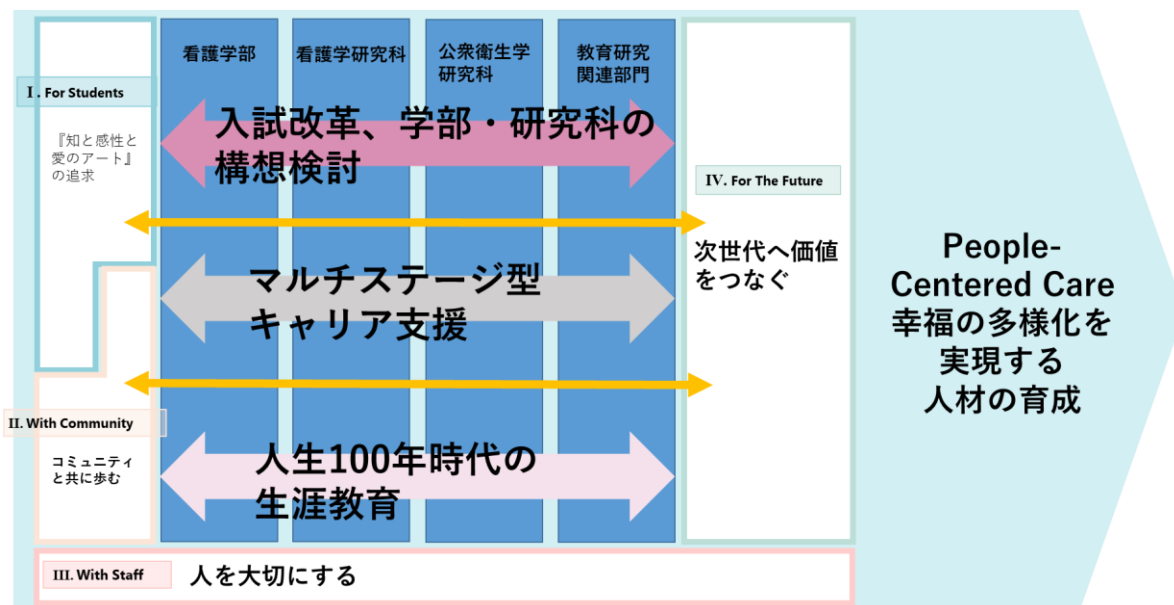 看護学部
看護学研究科
公衆衛生学
研究科
教育研究
関連部門
I. For Students
『知と感性と
愛のアート』
の追求
入試改革、学部・研究科の
構想検討
IV. For The Future
次世代へ価値
をつなぐ
マルチステージ型
キャリア支援
II. With Community
コミュニティ
と共に歩む
人生100年時代の
生涯教育
III. With Staff
人を大切にする
People-
Centered Care
幸福の多様化を
実現する
人材の育成